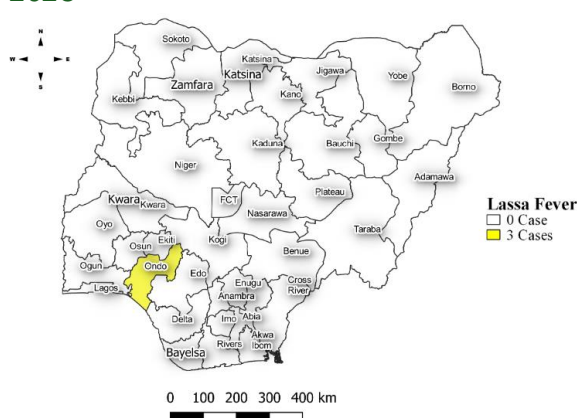 N
W
E
S
Sokoto
Katsina
Katsina
Jigawa
Yobe
Borno
Zamfara
Kebbi
Kano
Kaduna
Bauchi
Gombe
Adamawa
Niger
Plateau
FCT
Nasarawa
Kwara
Kwara
Taraba
Oyo
Kogi
Osun
Ekiti
Benue
Ogun
Ondo
Edo
Lagos
Enugu
Cross
River
Anambra
Delta
Imo
Abia
Akwa
Ibom
Rivers
Bayelsa
Lassa Fever
0 Case
3 Cases
0 100 200 300 400 km